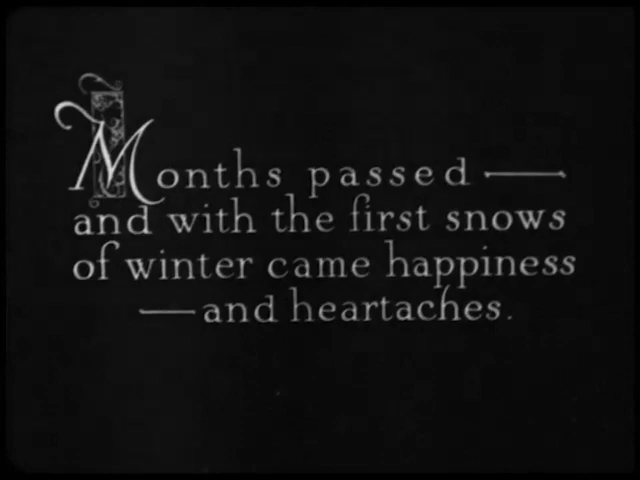 Months passed —
and with the first snows
of winter came happiness
— and heartaches.